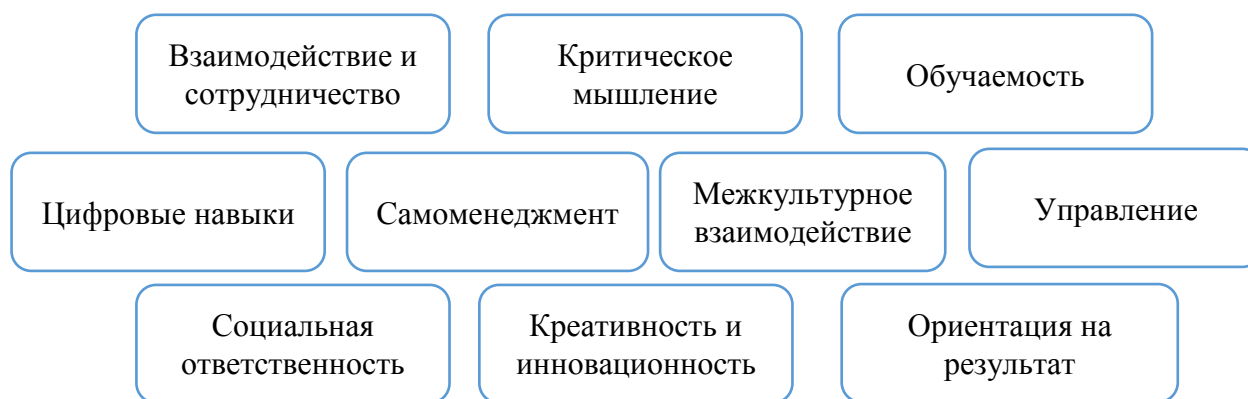 Взаимодействие и
сотрудничество
Критическое
мышление
Обучаемость
Цифровые навыки
Самоменеджмент
Межкультурное
взаимодействие
Управление
Социальная
ответственность
Креативность и
инновационность
Ориентация на
результат